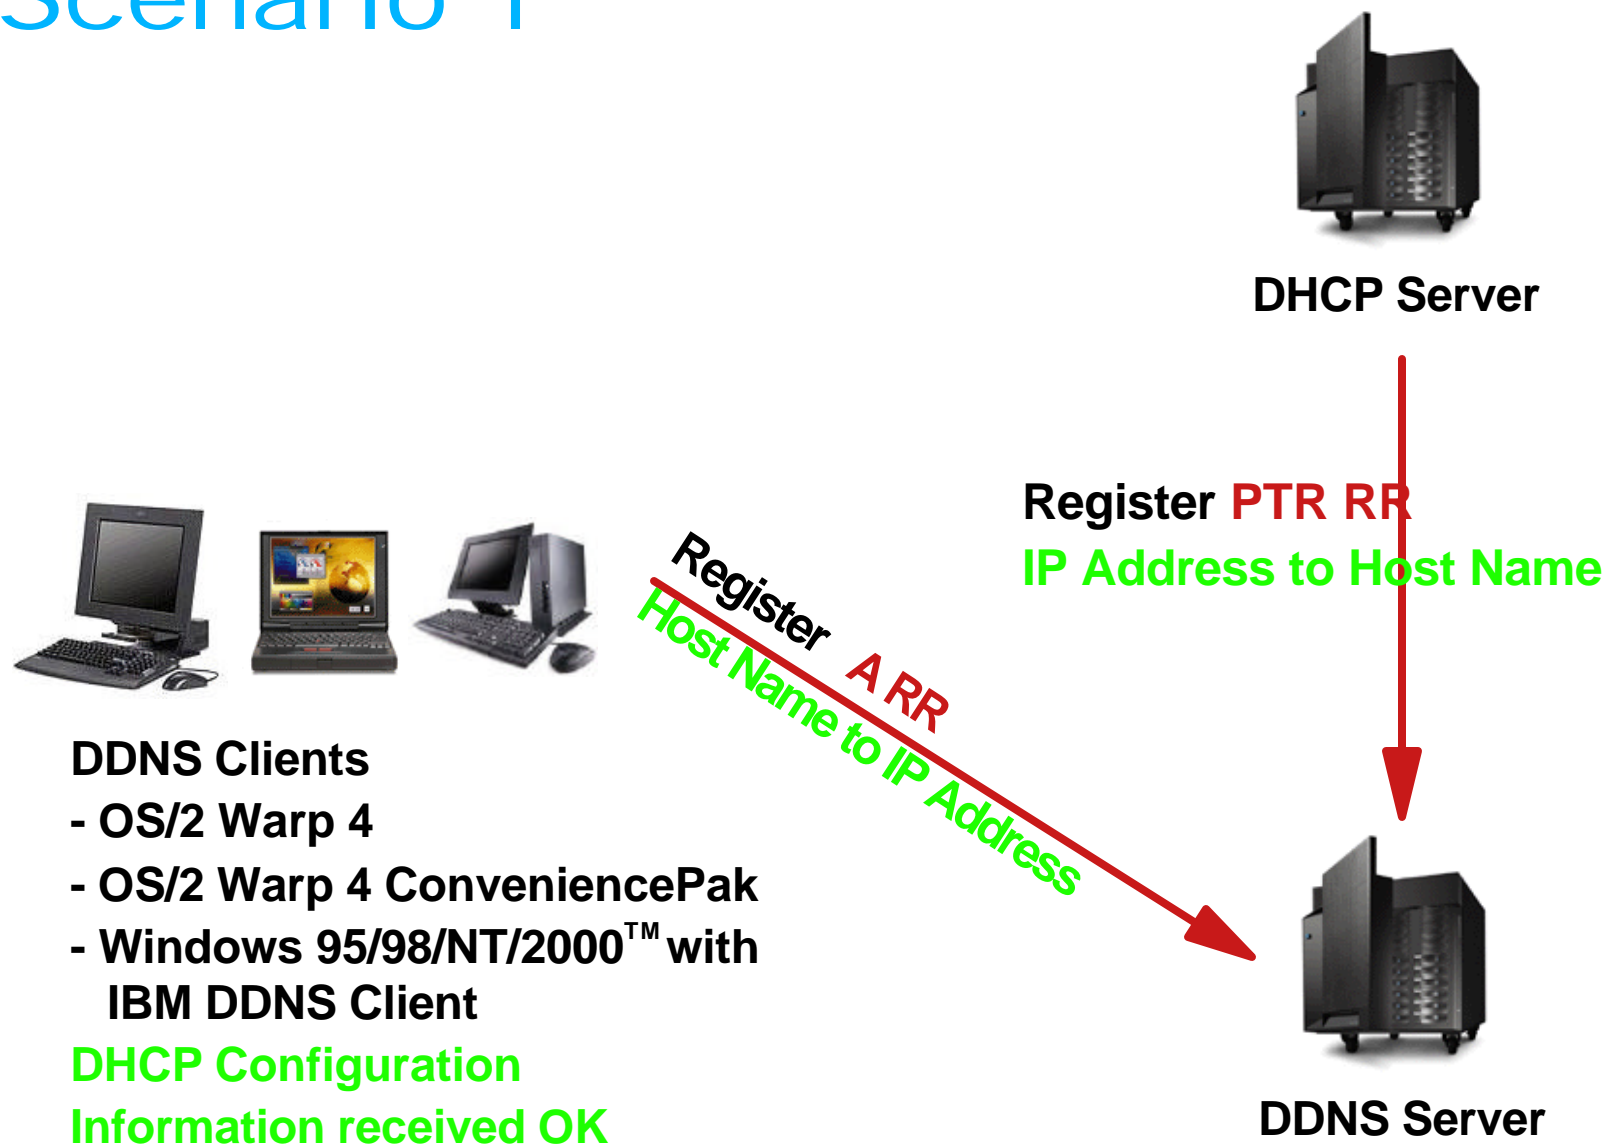 Scenario 1
DHCP Server
Register PTR RR
IP Address to Host Name
Register A RR
Host Name to IP Address
DDNS Clients
- OS/2 Warp 4
- OS/2 Warp 4 ConveniencePak
- Windows 95/98/NT/2000™ with
IBM DDNS Client
DHCP Configuration
Information received OK
DDNS Server